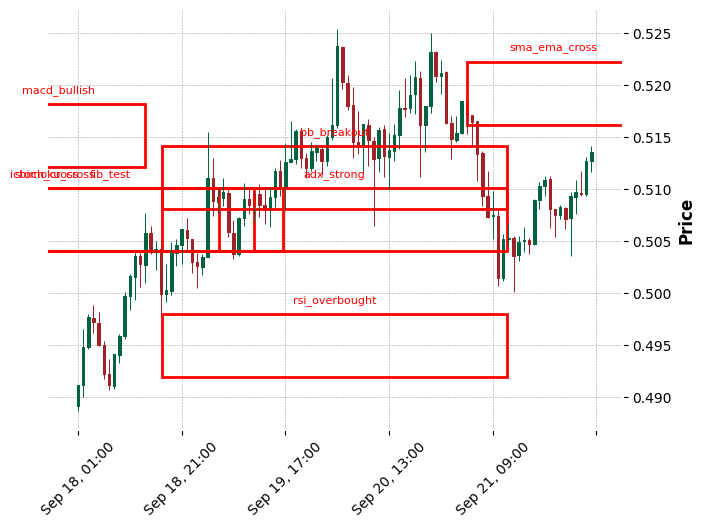 0.525
sma_ema_cross
0.520
macd_bullish
bb_breakout
0.515
fib_test
adx_strong
0.510
0.505
Price
0.500
rsi_overbought
0.495
0.490
Sep 18, 01:00
Sep 18, 21:00
Sep 19, 17:00
Sep 20, 13:00
Sep 21, 09:00